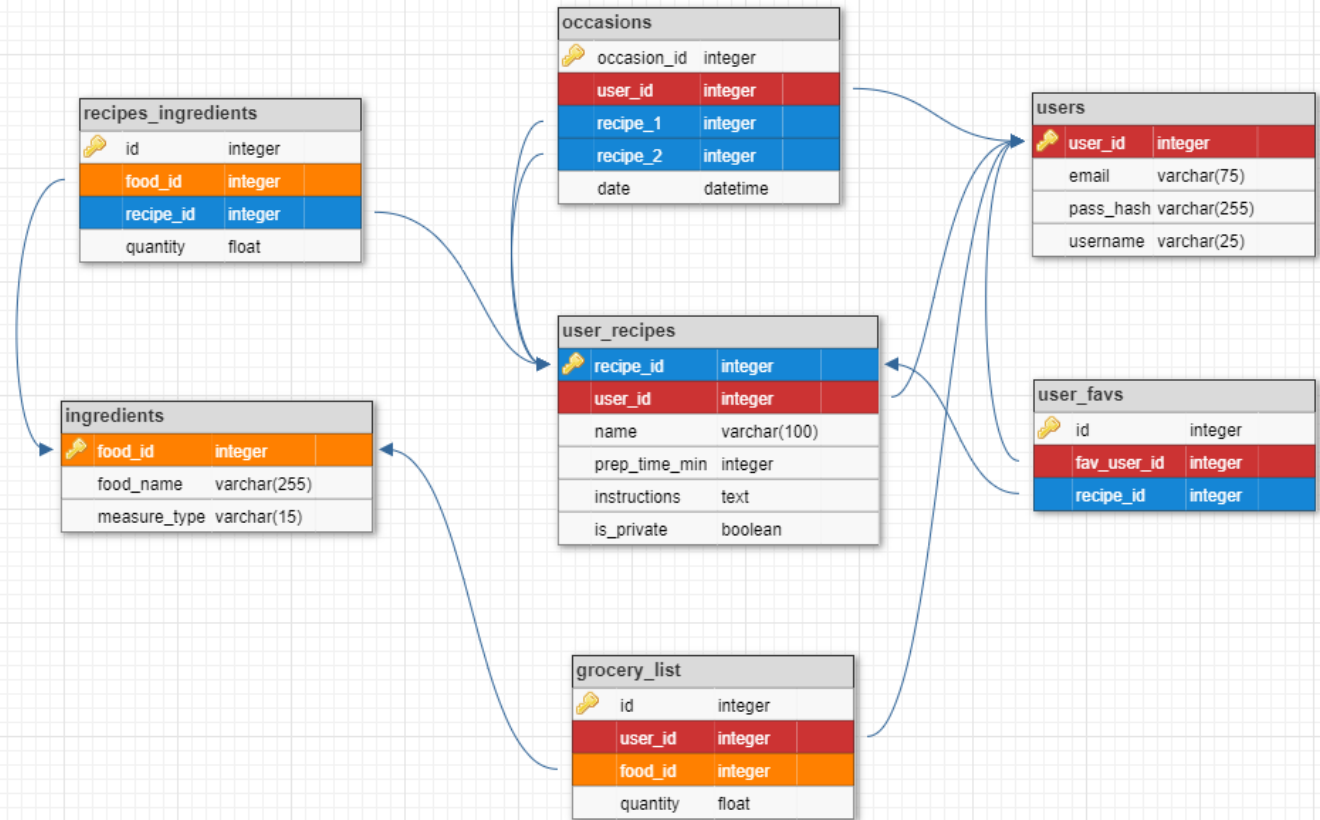 occasions
occasion_id integer
user_id integer
recipe_1 integer
recipe_2 integer
date datetime
recipes_ingredients
id integer
food_id integer
recipe_id integer
quantity float
users
user_id integer
email varchar(75)
pass_hash varchar(255)
username varchar(25)
user_recipes
recipe_id integer
user_id integer
name varchar(100)
prep_time_min integer
instructions text
is_private boolean
ingredients
food_id integer
food_name varchar(255)
measure_type varchar(15)
user_favs
id integer
fav_user_id integer
recipe_id integer
grocery_list
id integer
user_id integer
food_id integer
quantity float